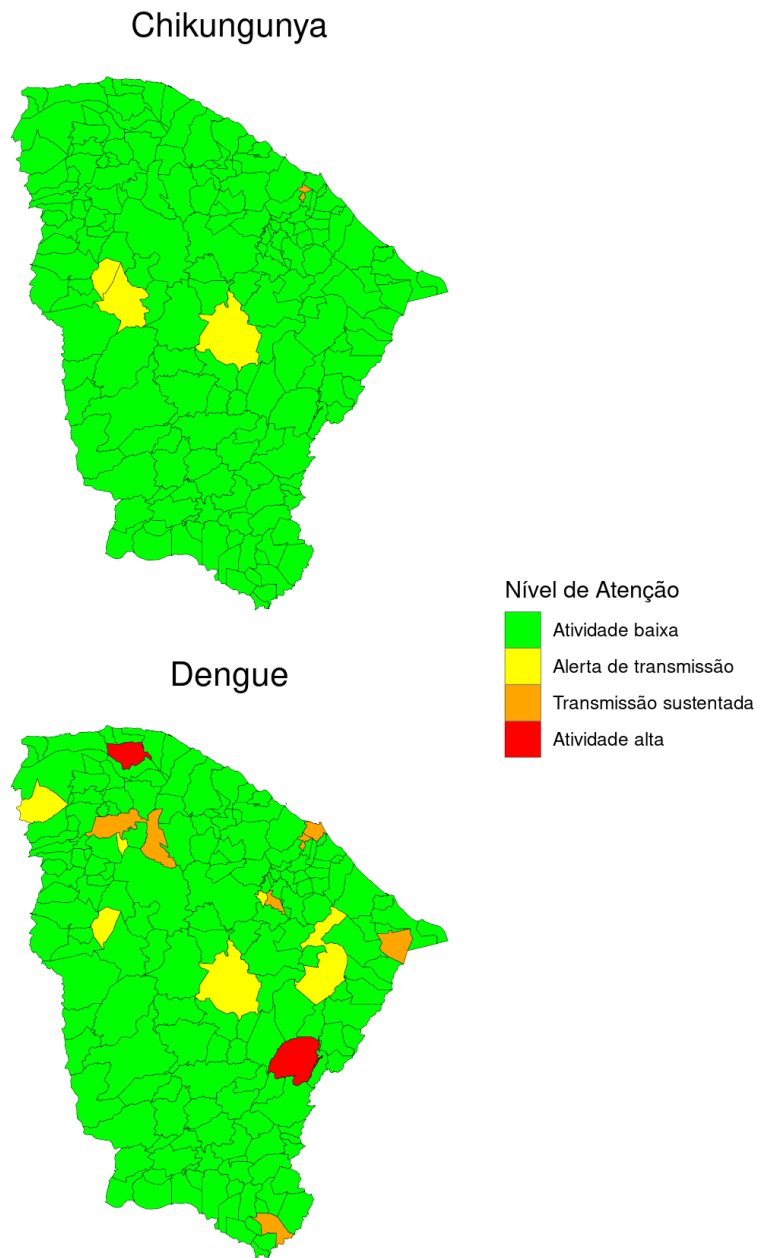 Chikungunya
Nível de Atenção
Atividade baixa
Alerta de transmissão
Transmissão sustentada
Atividade alta
Dengue